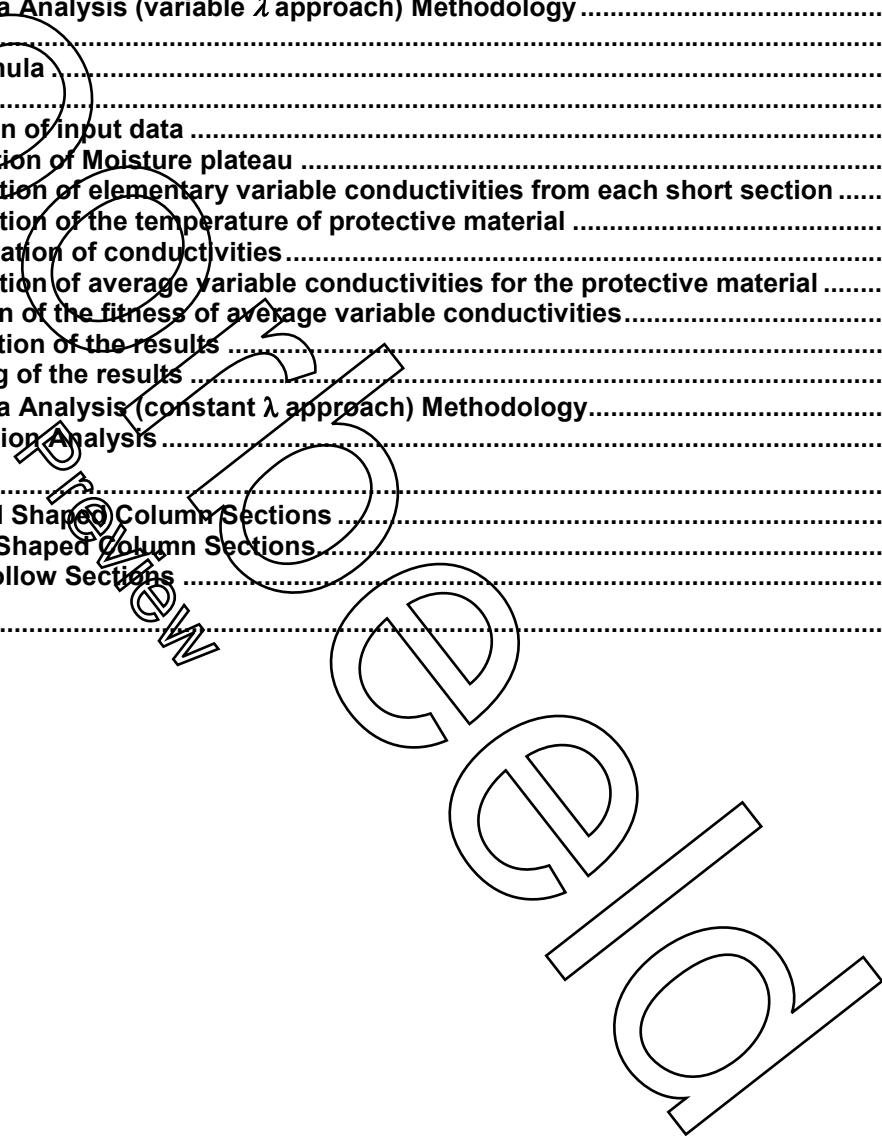 a Analysis (variable λ approach) Methodology
nula
n of input data
tion of Moisture plateau
tion of elementary variable conductivities from each short section
tion of the temperature of protective material
ation of conductivities
tion of average variable conductivities for the protective material
n of the fitness of average variable conductivities
tion of the results
g of the results
a Analysis (constant λ approach) Methodology
ion Analysis
Shaped Column Sections
Shaped Column Sections
ollow Sections
orbeeld
Preview